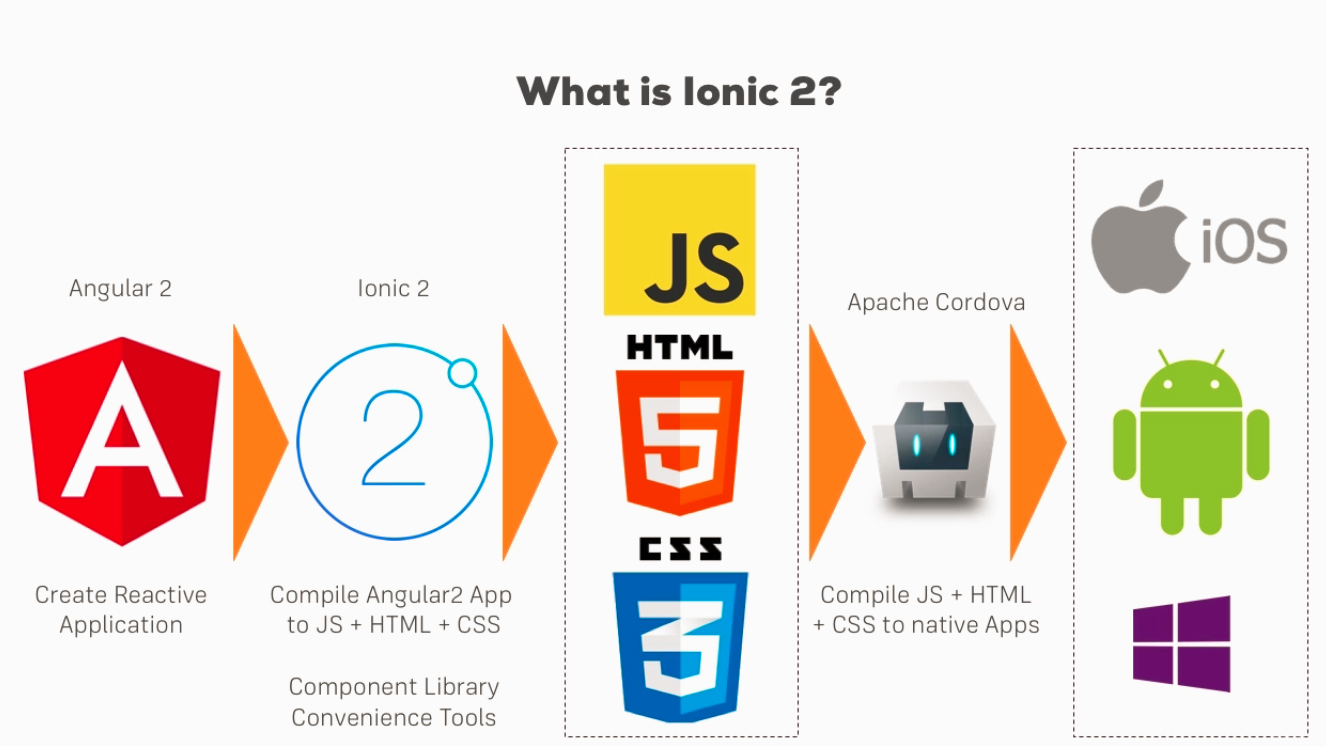 What is Ionic 2?
Angular 2
Create Reactive
Application
Ionic 2
2
Compile Angular2 App
to JS + HTML + CSS
Component Library
Convenience Tools
JS
HTML
5
CSS
3
Apache Cordova
Compile JS + HTML
+ CSS to native Apps
iOS